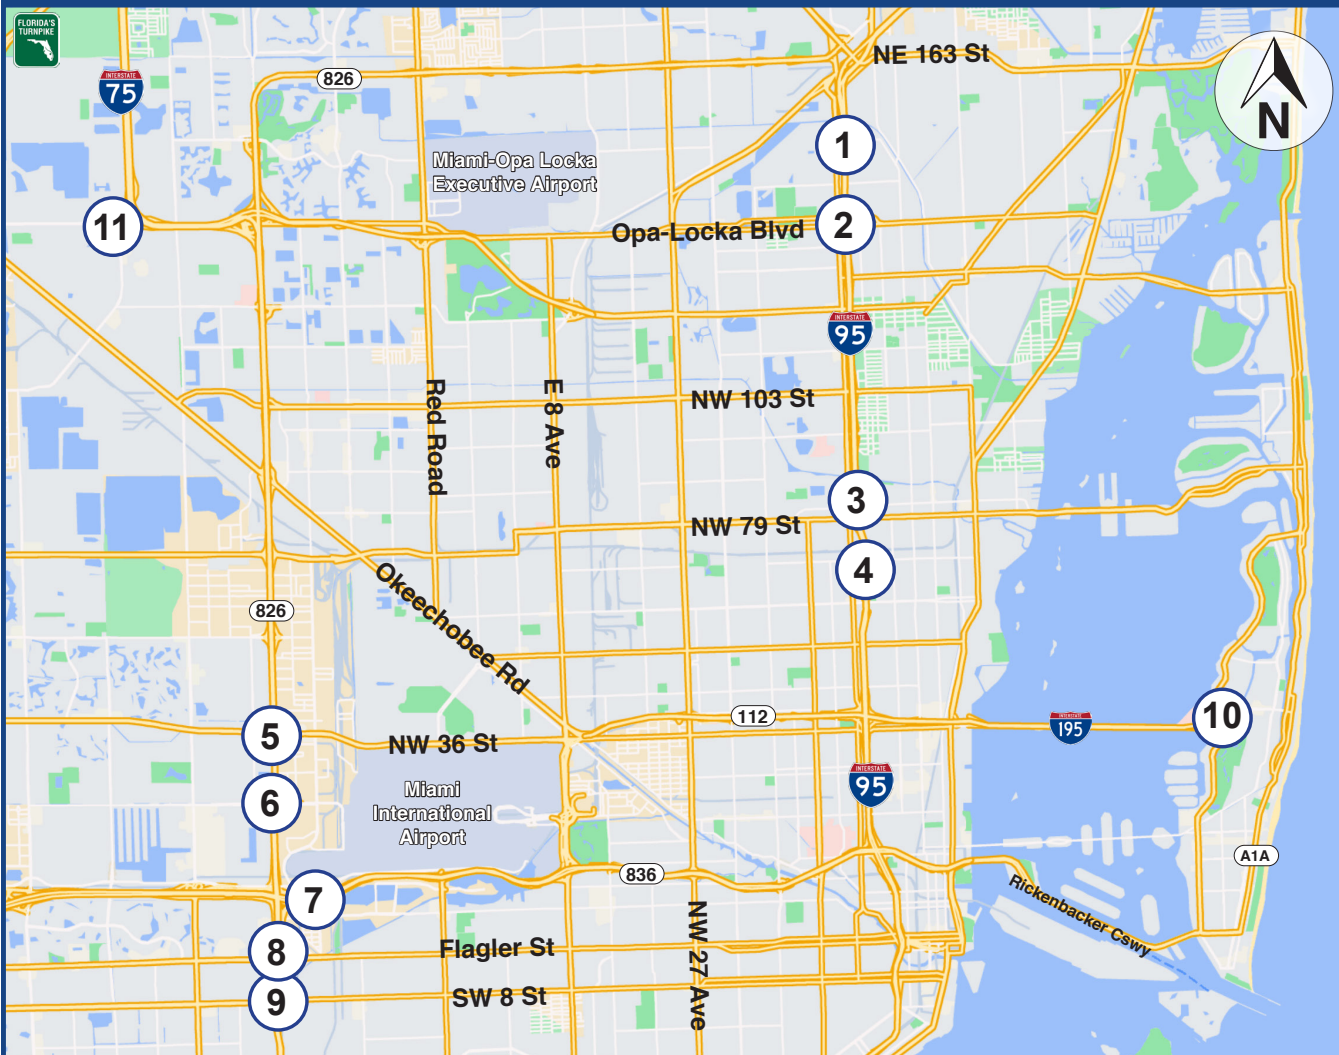 FLORIDA'S
TURNPIKE
INTERSTATE
75
826
NE 163 St
N
1
Miami-Opa Locka
Executive Airport
11
Opa-Locka Blvd
2
INTERSTATE
95
Red Road
E 8 Ave
NW 103 St
3
NW 79 St
4
Okeechobee Rd
826
5
NW 36 St
112
INTERSTATE
195
10
6
Miami
International
Airport
INTERSTATE
95
A1A
836
7
Rickenbacker Cswy
8
Flagler St
NW 27 Ave
9
SW 8 St